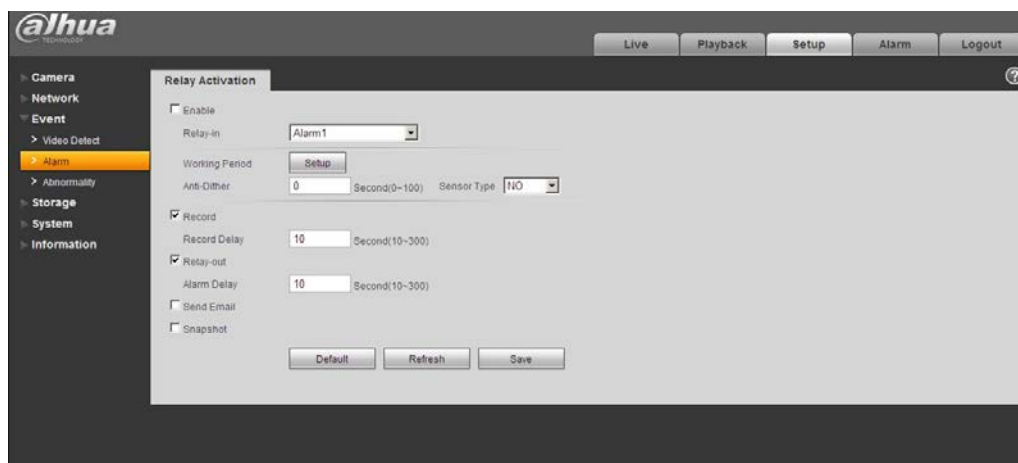 alhua
TECHNOLOGY
Live Playback Setup Alarm Logout
Camera
Network
Event
> Video Detect
> Alarm
> Abnormality
Storage
System
Information
Relay Activation
?
Enable
Relay-in Alarm1
Working Period Setup
Anti-Dither 0 Second(0~100) Sensor Type NO
Record
Record Delay 10 Second(10~300)
Relay-out
Alarm Delay 10 Second(10~300)
Send Email
Snapshot
Default Refresh Save